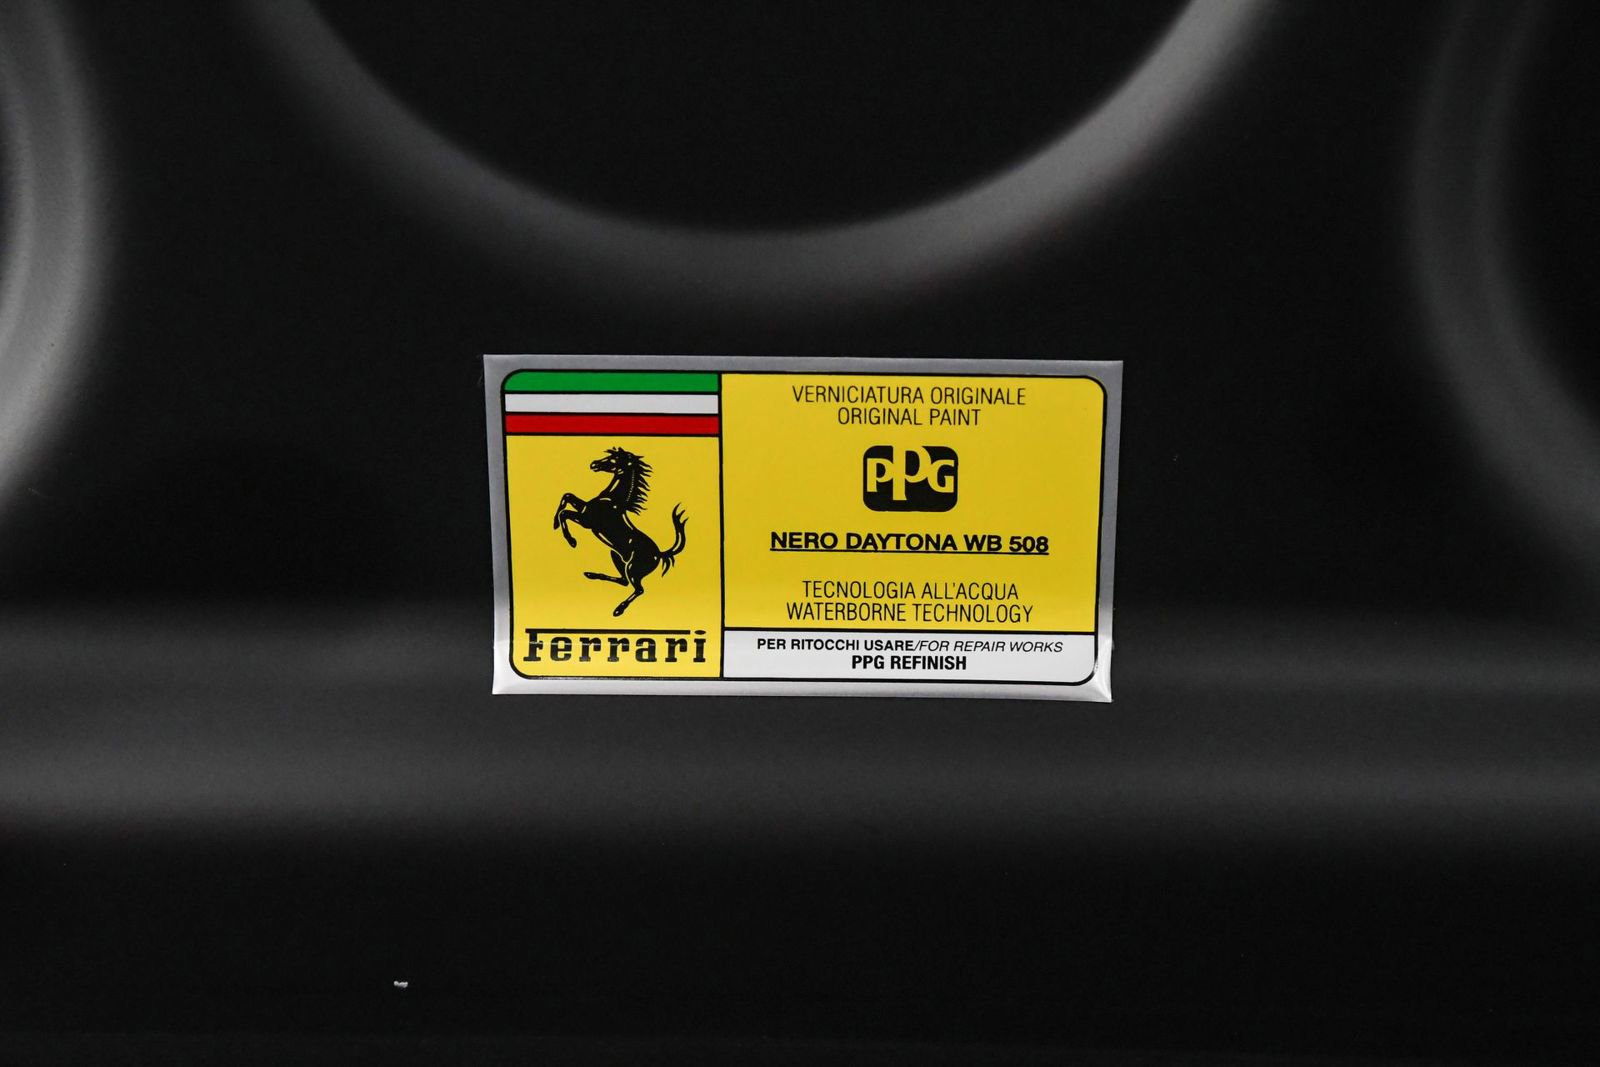 VERNICIATURA ORIGINALE
ORIGINAL PAINT
PPG
NERO DAYTONA WB 508
TECNOLOGIA ALL'ACQUA
WATERBORNE TECHNOLOGY
Ferrari
PER RITOCCHI USARE/FOR REPAIR WORKS
PPG REFINISH